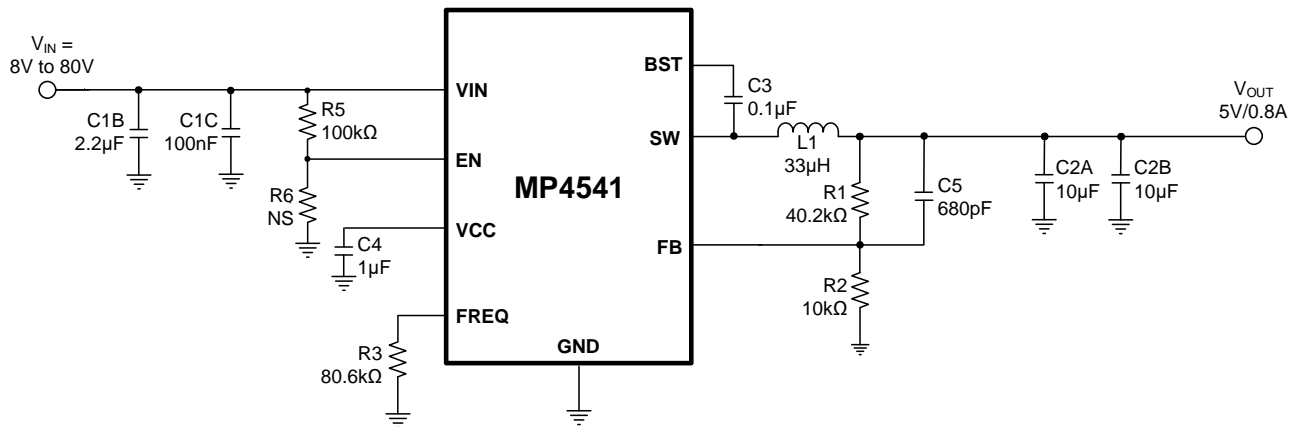 V_IN =
8V to 80V
C1B
2.2µF
C1C
100nF
R5
100kΩ
R6
NS
C4
1µF
R3
80.6kΩ
VIN
EN
VCC
FREQ
MP4541
GND
BST
SW
FB
C3
0.1µF
L1
33µH
R1
40.2kΩ
C5
680pF
R2
10kΩ
C2A
10µF
C2B
10µF
V_OUT
5V/0.8A